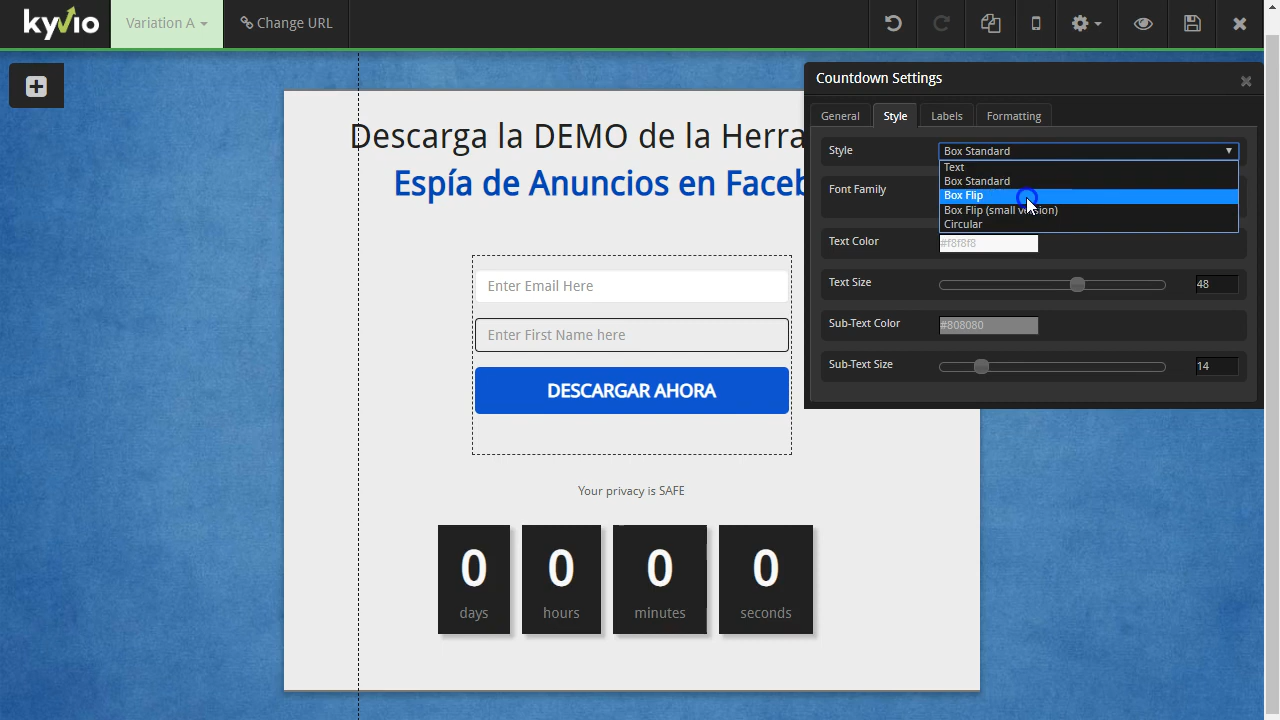 kyvio
Variation A
Change URL
Countdown Settings
General
Style
Labels
Formatting
Style
Box Standard
Text
Box Standard
Box Flip
Box Flip (small version)
Circular
Font Family
Text Color
#f8f8f8
Text Size
48
Sub-Text Color
#808080
Sub-Text Size
14
Descarga la DEMO de la Herra
Espía de Anuncios en Faceb
Enter Email Here
Enter First Name here
DESCARGAR AHORA
Your privacy is SAFE
0 0 0 0
days hours minutes seconds